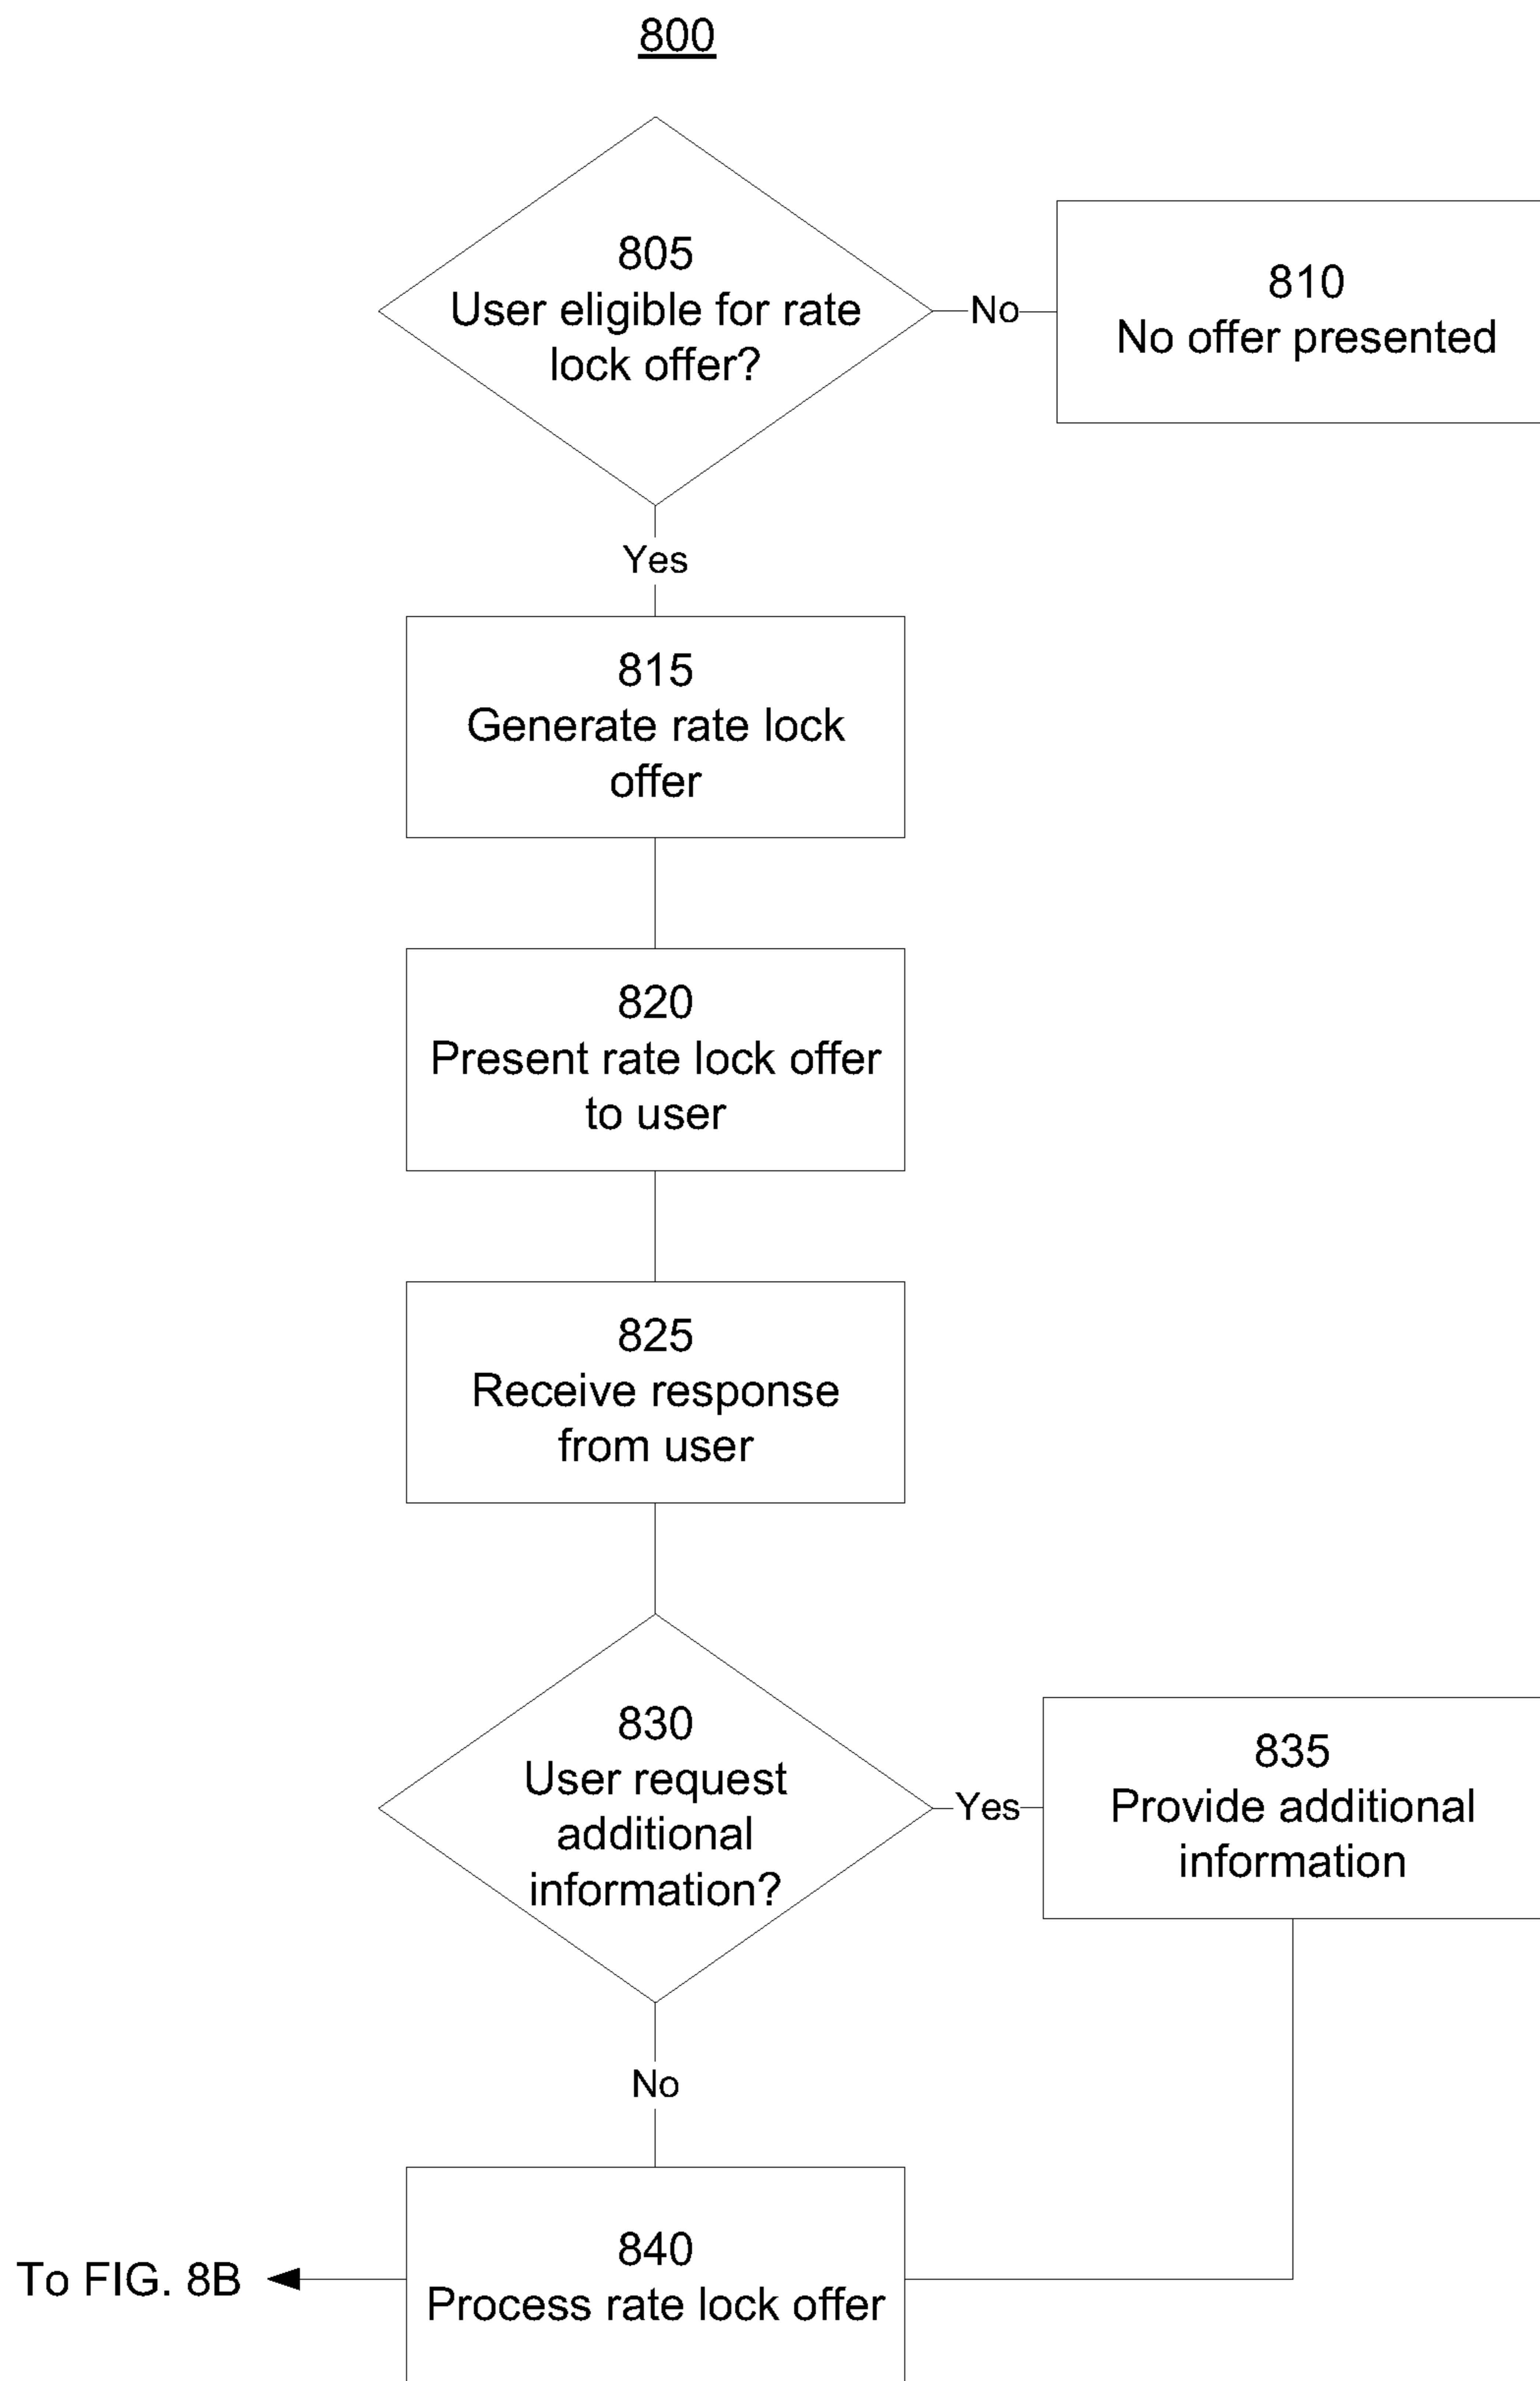 800
805
User eligible for rate
lock offer?
No
810
No offer presented
Yes
815
Generate rate lock
offer
820
Present rate lock offer
to user
825
Receive response
from user
830
User request
additional
information?
Yes
835
Provide additional
information
No
840
Process rate lock offer
To FIG. 8B